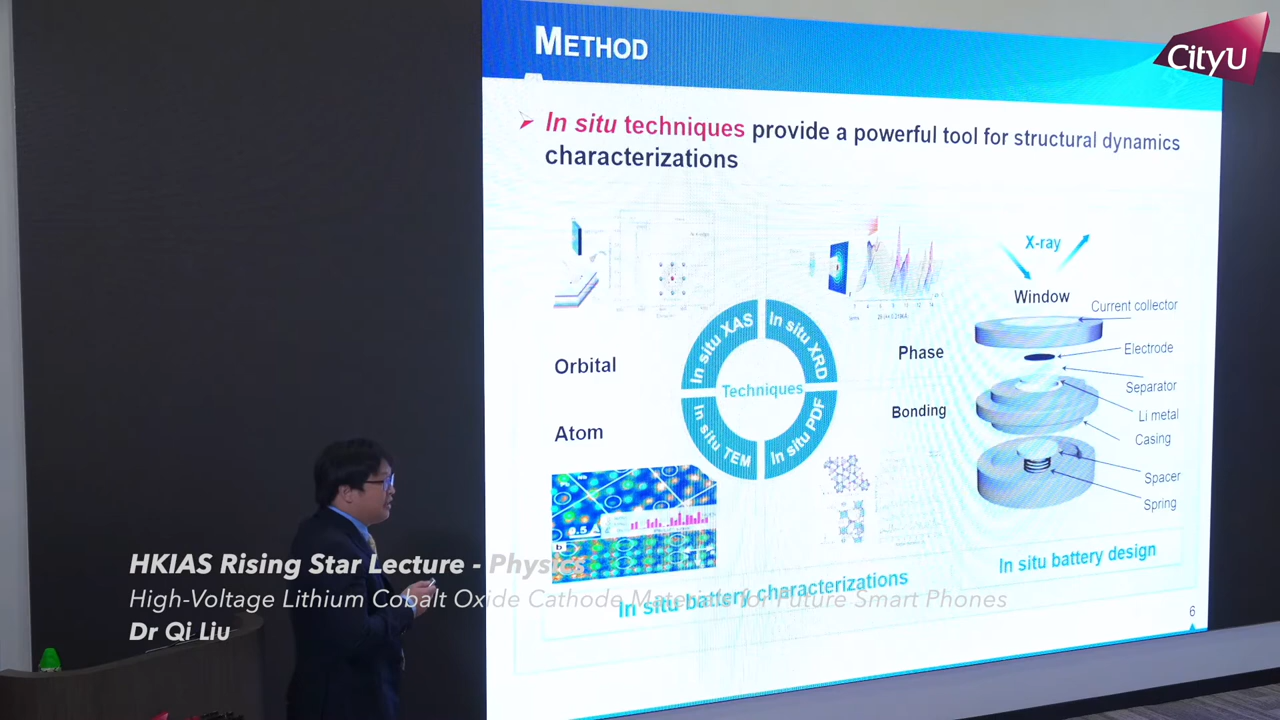 METHOD
CityU
In situ techniques provide a powerful tool for structural dynamics
characterizations
X-ray
Window
Current collector
Electrode
Separator
Li metal
Casing
Spacer
Spring
In situ battery design
Orbital
Atom
Phase
Bonding
In situ XAS
In situ XRD
Techniques
In situ TEM
In situ PDF
In situ battery characterizations
6
HKIAS Rising Star Lecture - Physics
High-Voltage Lithium Cobalt Oxide Cathode Materials for Future Smart Phones
Dr Qi Liu